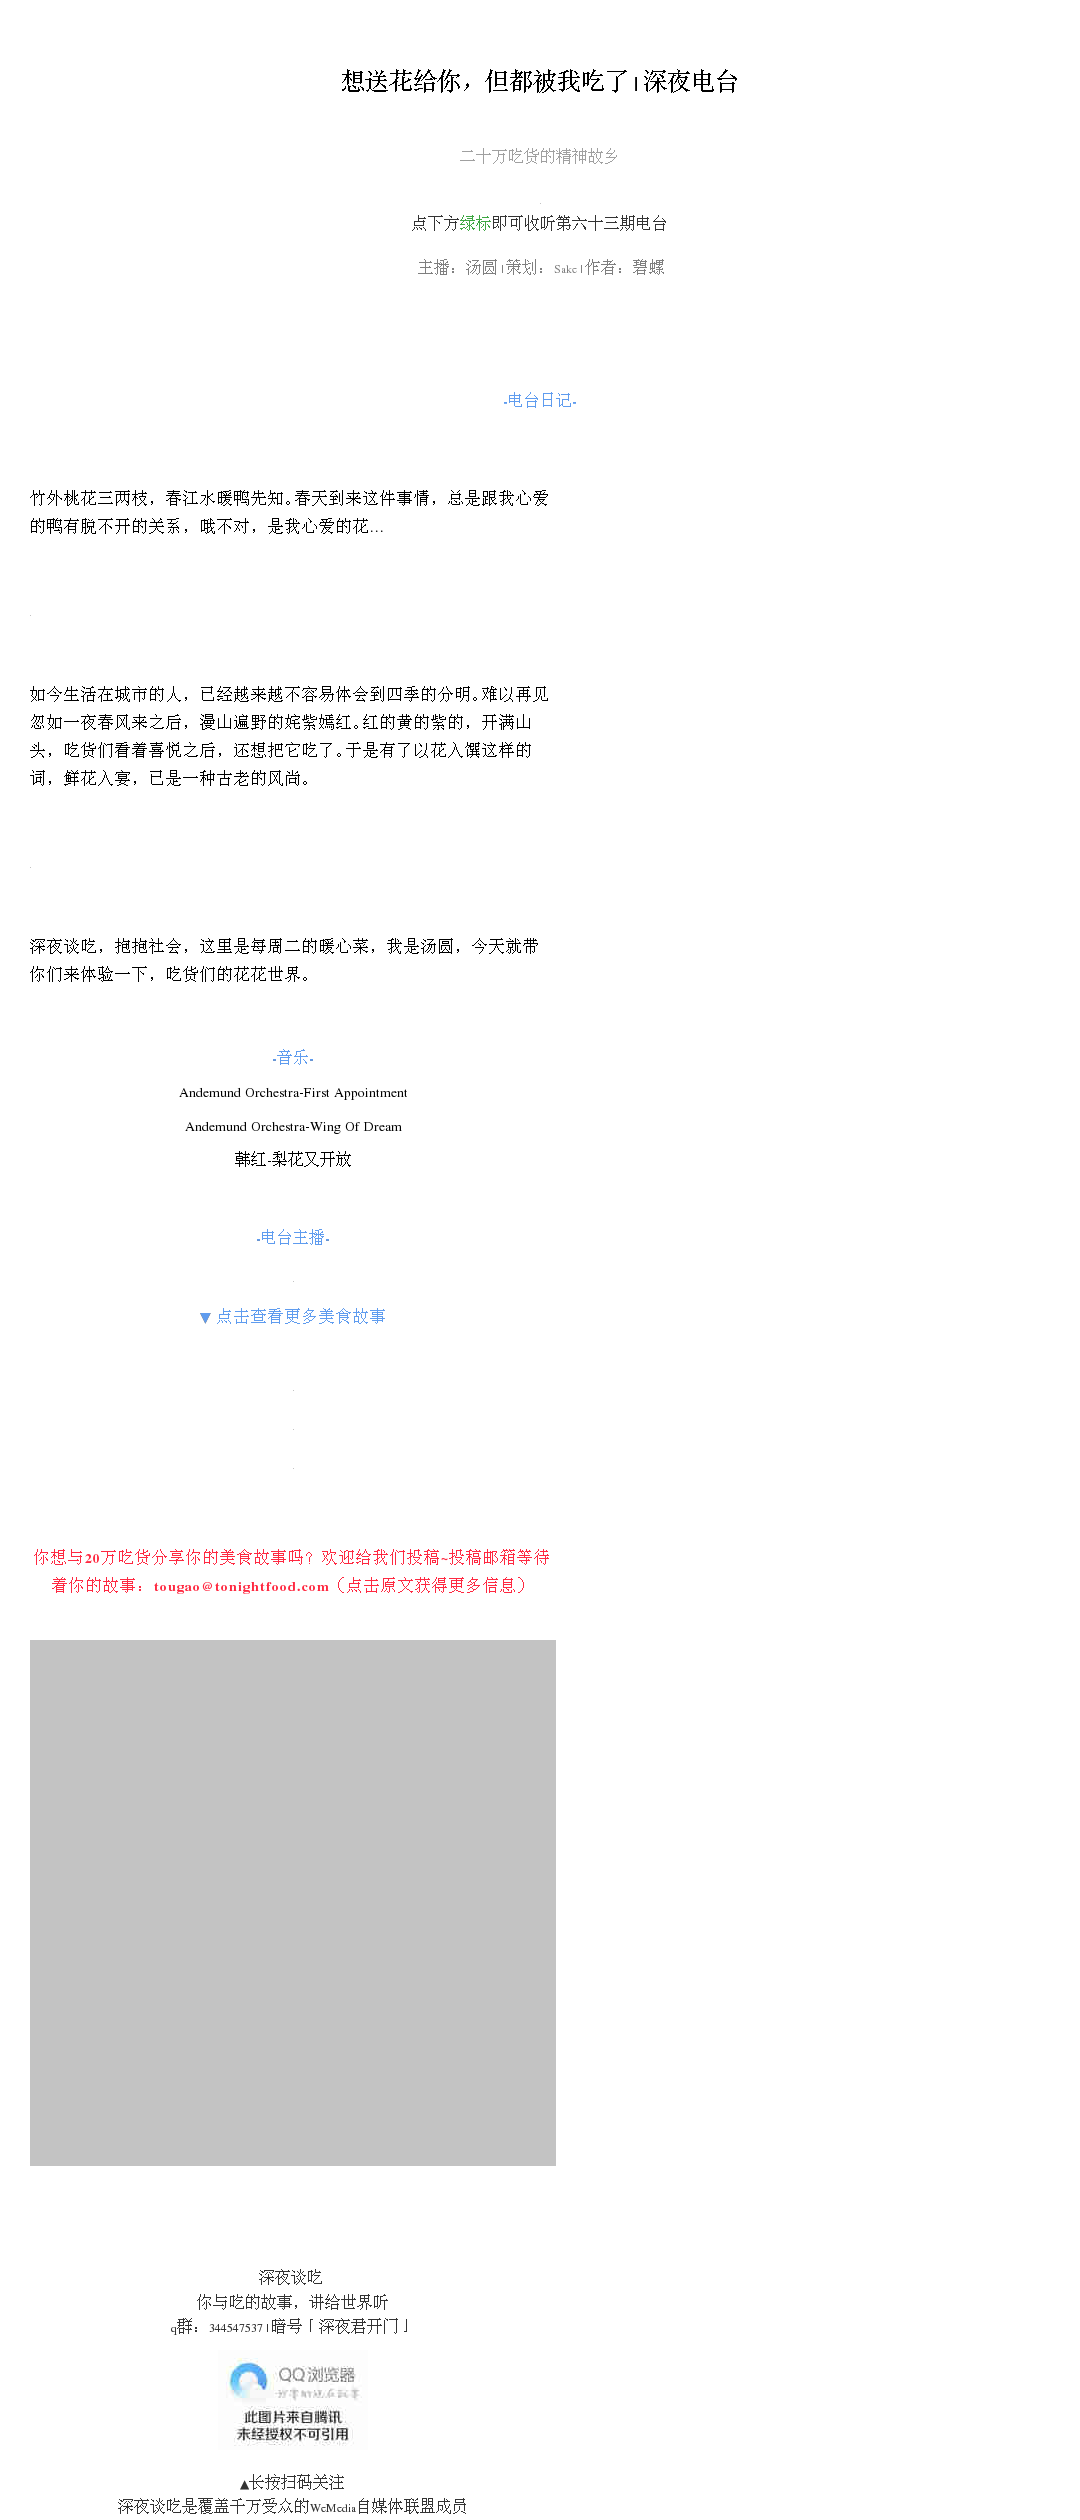 想送花给你，但都被我吃了 | 深夜电台
二十万吃货的精神故乡
点下方绿标即可收听第六十三期电台
主播：汤圆 | 策划：Sake | 作者：碧螺
-电台日记-
竹外桃花三两枝，春江水暖鸭先知。春天到来这件事情，总是跟我心爱
的鸭有脱不开的关系，哦不对，是我心爱的花…
如今生活在城市的人，已经越来越不容易体会到四季的分明。难以再见
忽如一夜春风来之后，漫山遍野的姹紫嫣红。红的黄的紫的，开满山
头，吃货们看着喜悦之后，还想把它吃了。于是有了以花入馔这样的
词，鲜花入宴，已是一种古老的风尚。
深夜谈吃，抱抱社会，这里是每周二的暖心菜，我是汤圆，今天就带
你们来体验一下，吃货们的花花世界。
-音乐-
Andemund Orchestra-First Appointment
Andemund Orchestra-Wing Of Dream
韩红-梨花又开放
-电台主播-
▼ 点击查看更多美食故事
你想与20万吃货分享你的美食故事吗？欢迎给我们投稿~投稿邮箱等待
着你的故事：tougao@tonightfood.com（点击原文获得更多信息）
深夜谈吃
你与吃的故事，讲给世界听
q群：344547537 | 暗号「深夜君开门」
QQ浏览器
此图片来自腾讯
未经授权不可引用
▲长按扫码关注
深夜谈吃是覆盖千万受众的WeMedia自媒体联盟成员